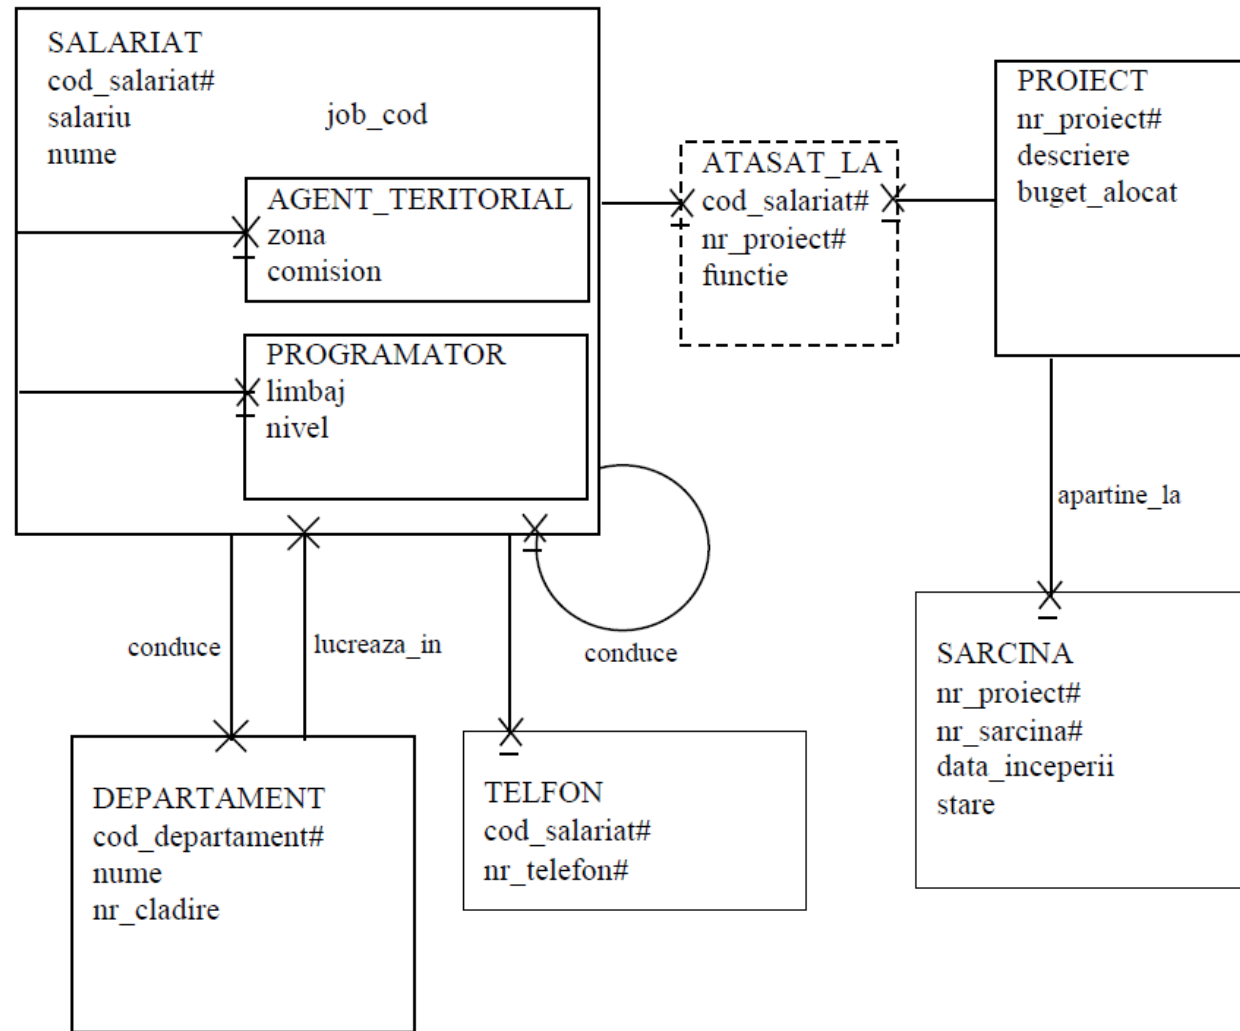 SALARIAT
cod_salariat#
salariu
nume
job_cod
AGENT_TERITORIAL
zona
comision
PROGRAMATOR
limbaj
nivel
ATASAT_LA
cod_salariat#
nr_proiect#
functie
PROIECT
nr_proiect#
descriere
buget_alocat
apartine_la
conduce
lucreaza_in
conduce
DEPARTAMENT
cod_departament#
nume
nr_cladire
TELFON
cod_salariat#
nr_telefon#
SARCINA
nr_proiect#
nr_sarcina#
data_inceperii
stare